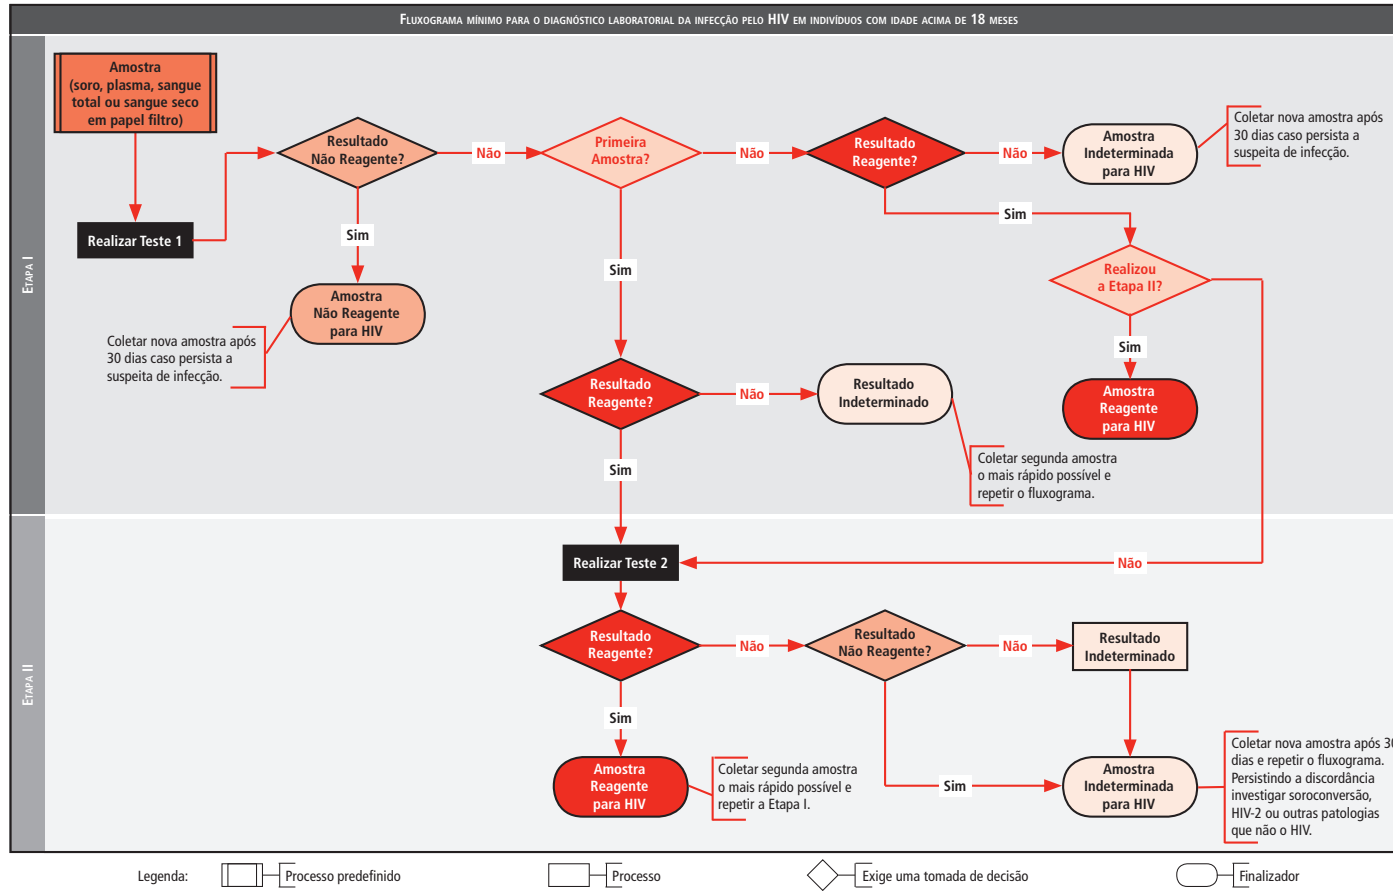 FLUXOGRAMA MÍNIMO PARA O DIAGNÓSTICO LABORATORIAL DA INFECÇÃO PELO HIV EM INDIVÍDUOS COM IDADE ACIMA DE 18 MESES
ETAPA I
Amostra
(soro, plasma, sangue
total ou sangue seco
em papel filtro)
Realizar Teste 1
Resultado
Não Reagente?
Não
Sim
Amostra
Não Reagente
para HIV
Coletar nova amostra após
30 dias caso persista a
suspeita de infecção.
Primeira
Amostra?
Não
Sim
Resultado
Reagente?
Não
Sim
Amostra
Indeterminada
para HIV
Coletar nova amostra após
30 dias caso persista a
suspeita de infecção.
Realizou
a Etapa II?
Sim
Amostra
Reagente
para HIV
Resultado
Reagente?
Não
Resultado
Indeterminado
Coletar segunda amostra
o mais rápido possível e
repetir o fluxograma.
Sim
ETAPA II
Realizar Teste 2
Não
Resultado
Reagente?
Não
Resultado
Não Reagente?
Não
Resultado
Indeterminado
Sim
Amostra
Reagente
para HIV
Coletar segunda amostra
o mais rápido possível e
repetir a Etapa I.
Sim
Amostra
Indeterminada
para HIV
Coletar nova amostra após 30
dias e repetir o fluxograma.
Persistindo a discordância
investigar soroconversão,
HIV-2 ou outras patologias
que não o HIV.
Legenda:
Processo predefinido
Processo
Exige uma tomada de decisão
Finalizador